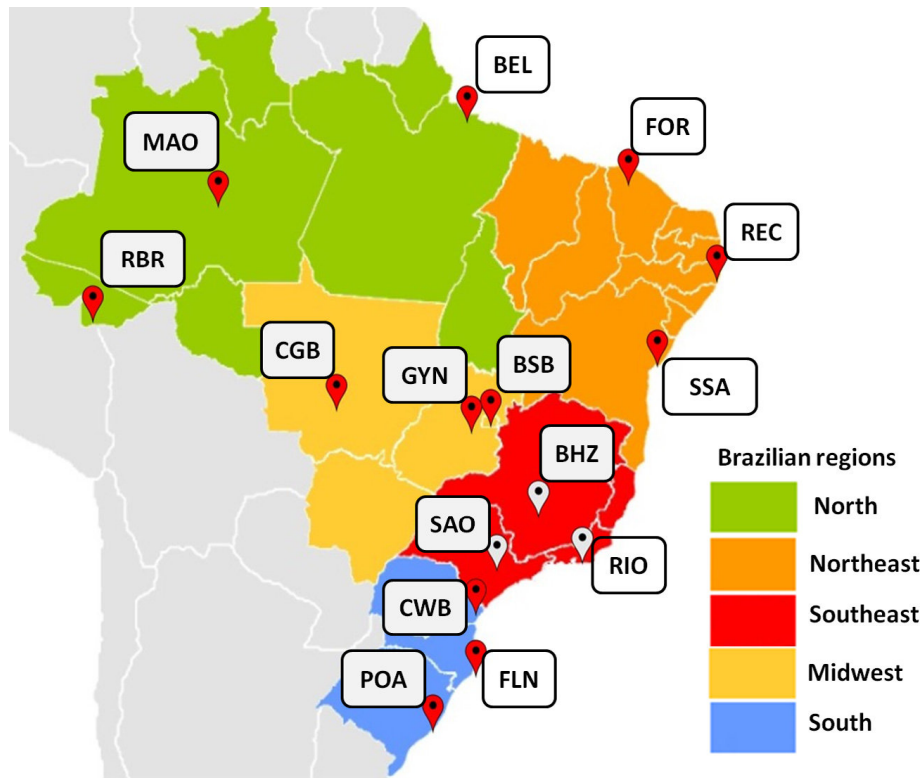 BEL
FOR
MAO
REC
RBR
CGB
BSB
GYN
SSA
BHZ
SAO
RIO
CWB
POA
FLN
Brazilian regions
North
Northeast
Southeast
Midwest
South